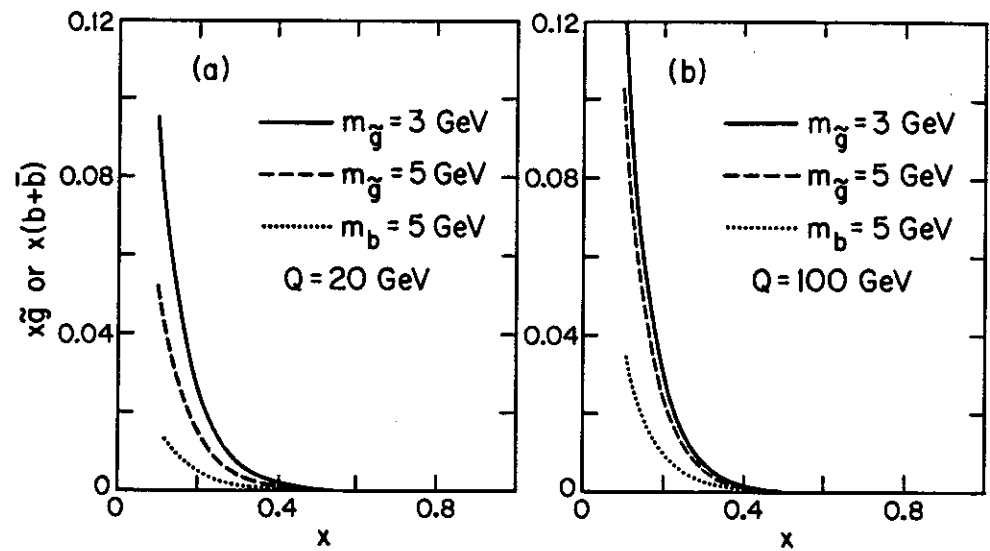 0.12
0.08
0.04
0
xg̃ or x(b+b̄)
(a)
m_g̃ = 3 GeV
m_g̃ = 5 GeV
m_b = 5 GeV
Q = 20 GeV
0 0.4 0.8
x
0.12
0.08
0.04
0
(b)
m_g̃ = 3 GeV
m_g̃ = 5 GeV
m_b = 5 GeV
Q = 100 GeV
0 0.4 0.8
x